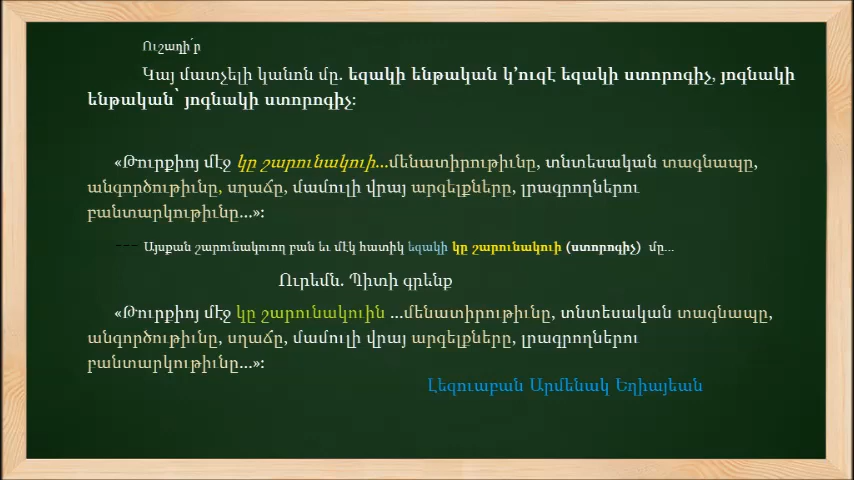 Ուշադի՛ր
Կայ մատչելի կանոն մը. եզակի ենթական կ’ուզէ եզակի ստորոգիչ, յոգնակի
ենթական՝ յոգնակի ստորոգիչ:
«Թուրքիոյ մէջ կը շարունակուի...մենատիրութիւնը, տնտեսական տագնապը,
անգործութիւնը, սղաճը, մամուլի վրայ արգելքները, լրագրողներու
բանտարկութիւնը...»:
--- Այսքան շարունակուող բան եւ մէկ հատիկ եզակի կը շարունակուի (ստորոգիչ) մը...
Ուրեմն. Պիտի գրենք
«Թուրքիոյ մէջ կը շարունակուին ...մենատիրութիւնը, տնտեսական տագնապը,
անգործութիւնը, սղաճը, մամուլի վրայ արգելքները, լրագրողներու
բանտարկութիւնը...»:
Լեզուաբան Արմենակ Եղիայեան